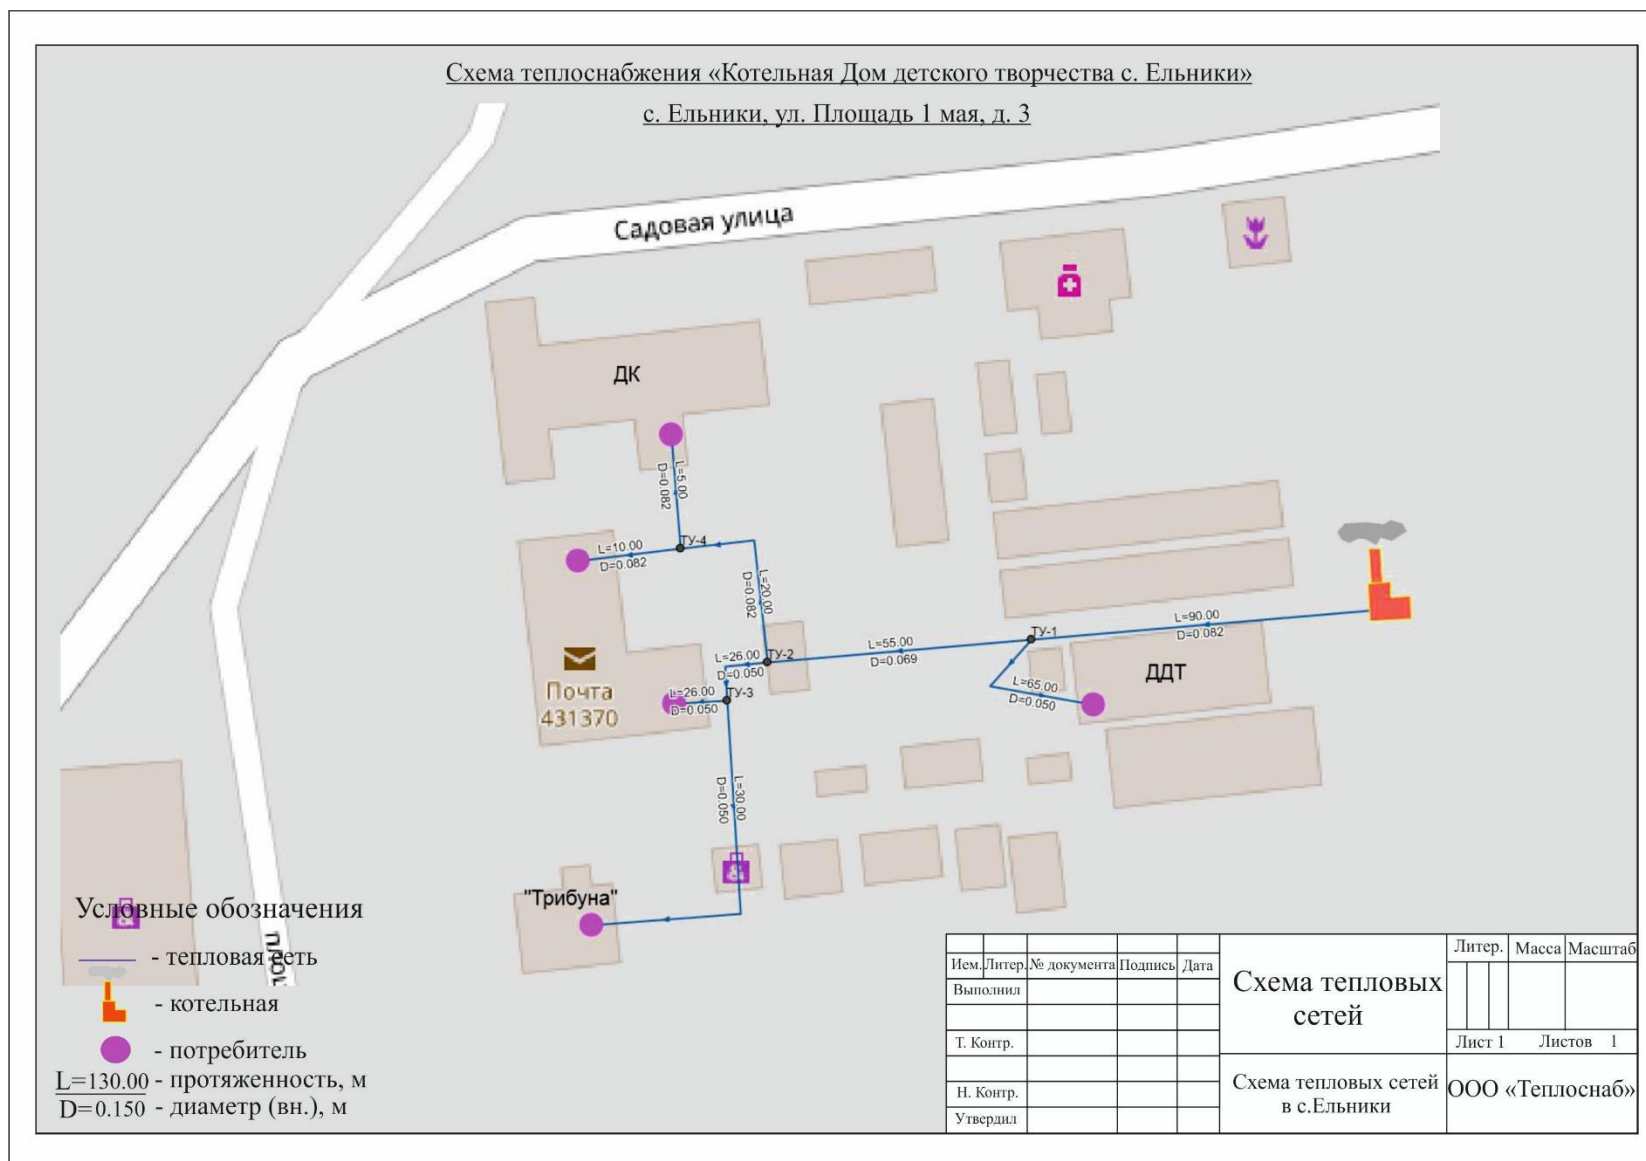 Схема теплоснабжения «Котельная Дом детского творчества с. Ельники»
с. Ельники, ул. Площадь 1 мая, д. 3
Садовая улица
ДК
L=5.00
D=0.082
ТУ-4
L=10.00
D=0.082
L=20.00
D=0.082
ТУ-1
L=90.00
D=0.082
L=55.00
D=0.069
ТУ-2
L=26.00
D=0.050
ДДТ
L=65.00
D=0.050
Почта
431370
L=26.00
D=0.050
ТУ-3
L=30.00
D=0.050
"Трибуна"
Условные обозначения
- тепловая сеть
- котельная
- потребитель
L=130.00 - протяженность, м
D=0.150 - диаметр (вн.), м
Ием. Литер. № документа Подпись Дата
Выполнил
Т. Контр.
Н. Контр.
Утвердил
Схема тепловых
сетей
Литер. Масса Масштаб
Лист 1 Листов 1
Схема тепловых сетей
в с.Ельники
ООО «Теплоснаб»